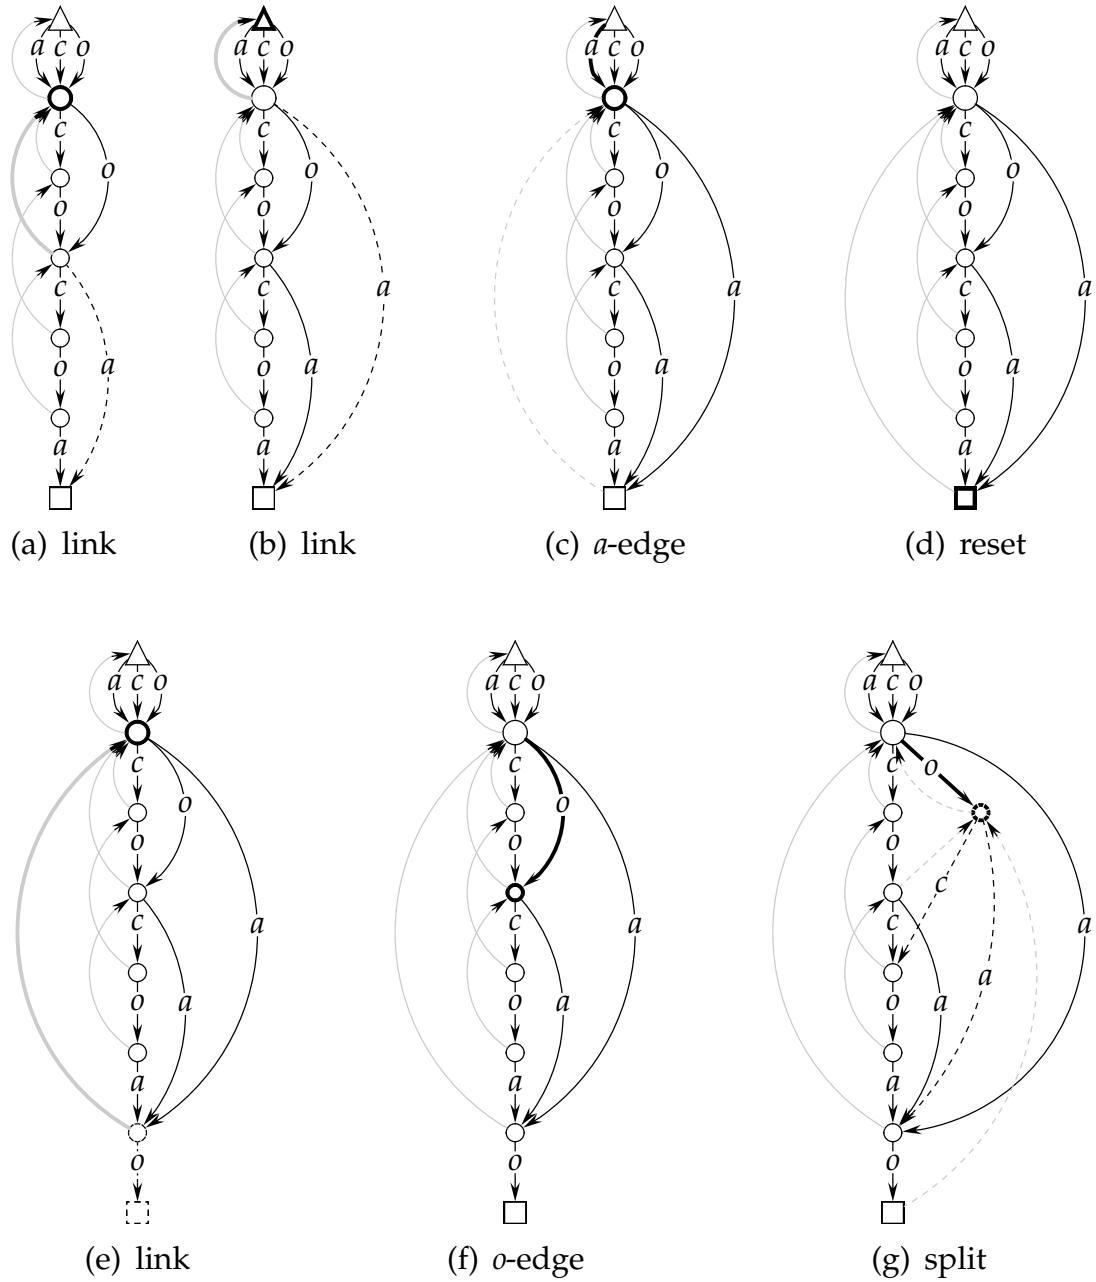 a c o a c o a c o a c o
c c c c
o o o o
o o o o
c c a c a c a
o a o a o a o a
a a a a
(a) link (b) link (c) a-edge (d) reset
a c o a c o a c o
c c c o
o o
o o o
c
c a c a c a
a
o a o a o a
a a a
o o o
(e) link (f) o-edge (g) split